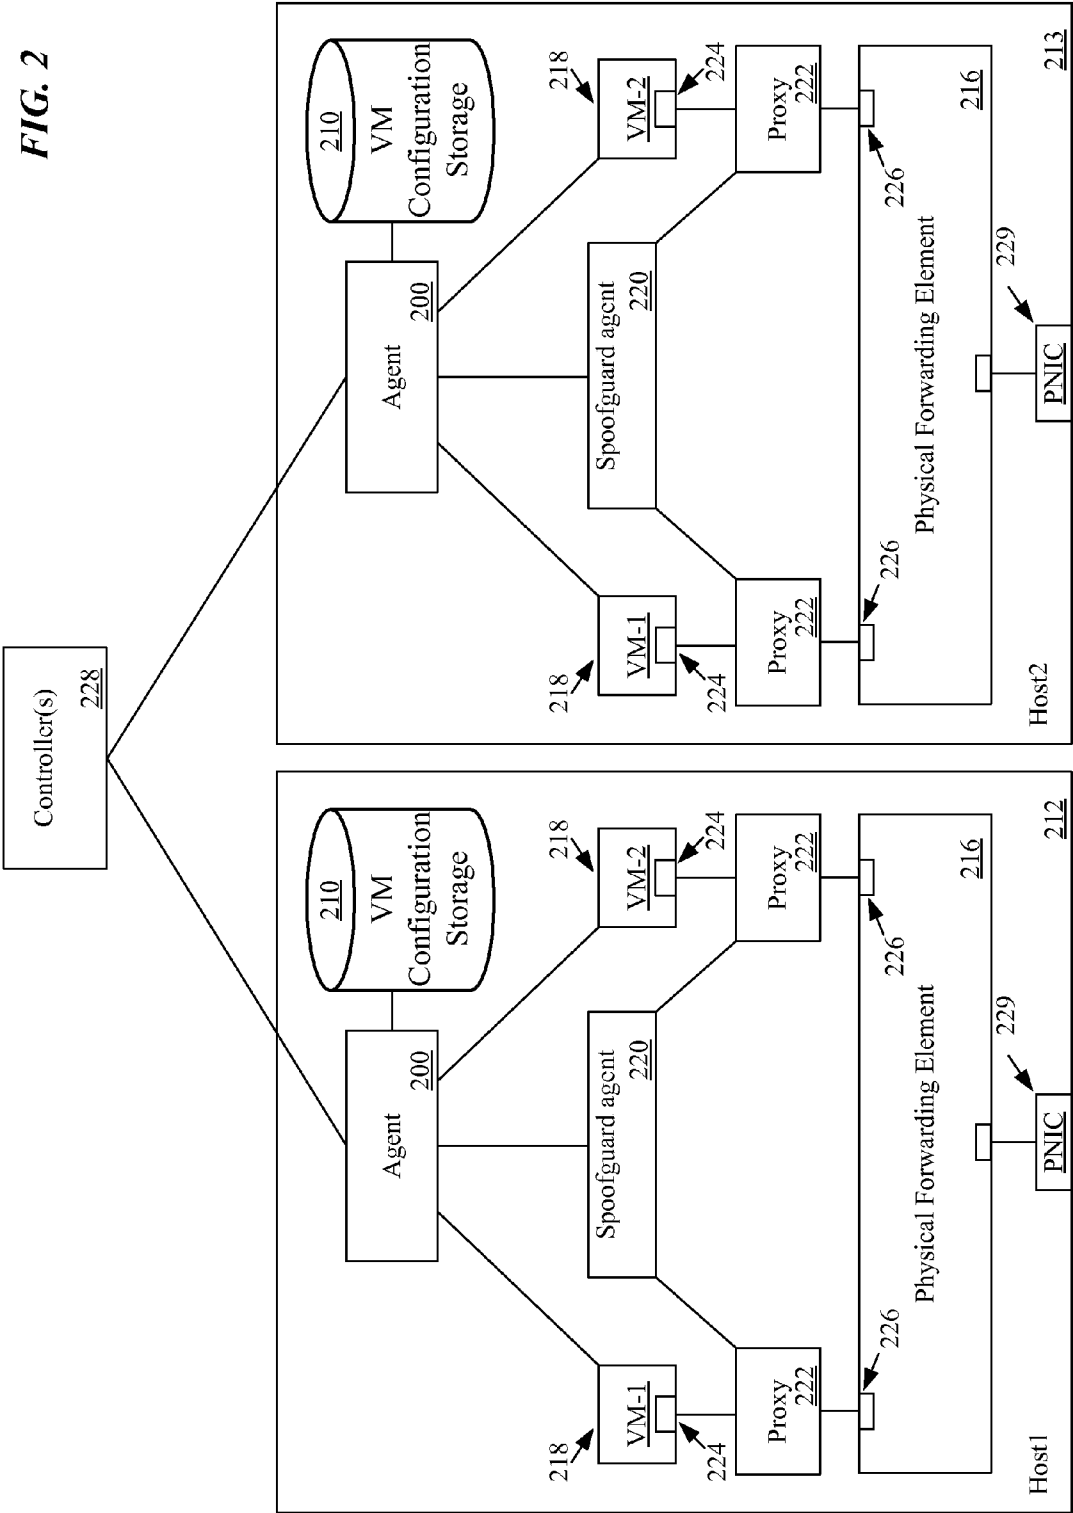 FIG. 2
Controller(s)
228
Agent
200
210
VM
Configuration
Storage
218
VM-1
224
218
VM-2
224
Spoofguard agent
220
Proxy
222
Proxy
222
226
226
Physical Forwarding Element
216
229
PNIC
Host1
212
Agent
200
210
VM
Configuration
Storage
218
VM-1
224
218
VM-2
224
Spoofguard agent
220
Proxy
222
Proxy
222
226
226
Physical Forwarding Element
216
229
PNIC
Host2
213